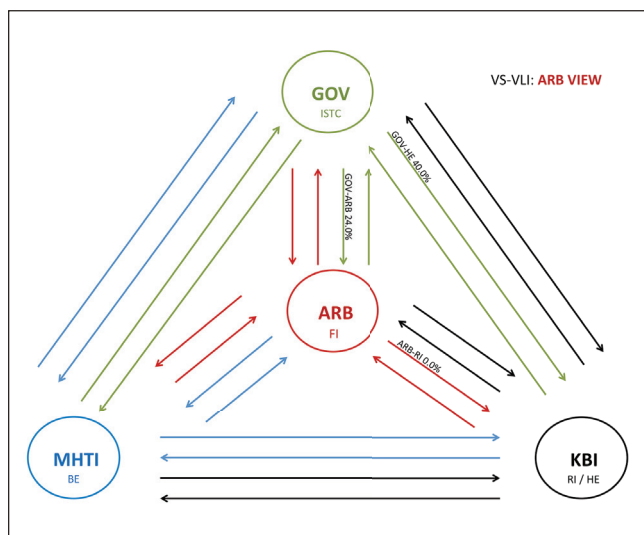 GOV
ISTC
VS-VLI: ARB VIEW
GOV-HE 40.0%
GOV-ARB 24.0%
ARB
FI
ARB-RI 0.0%
MHTI
BE
KBI
RI / HE